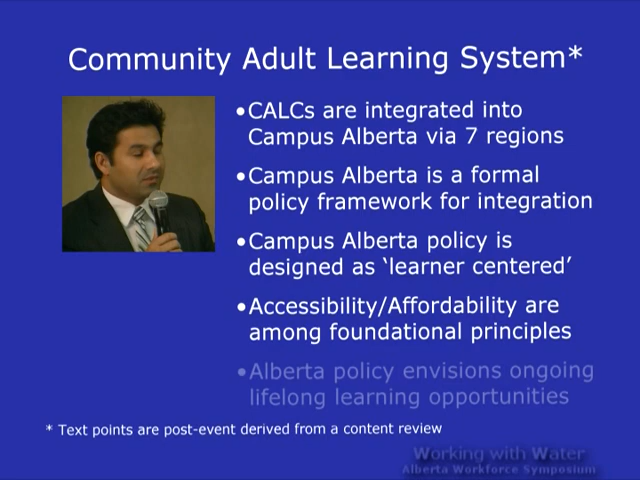 Community Adult Learning System*
•CALCs are integrated into
Campus Alberta via 7 regions
•Campus Alberta is a formal
policy framework for integration
•Campus Alberta policy is
designed as ‘learner centered’
•Accessibility/Affordability are
among foundational principles
•Alberta policy envisions ongoing
lifelong learning opportunities
* Text points are post-event derived from a content review
Working with Water
Alberta Workforce Symposium